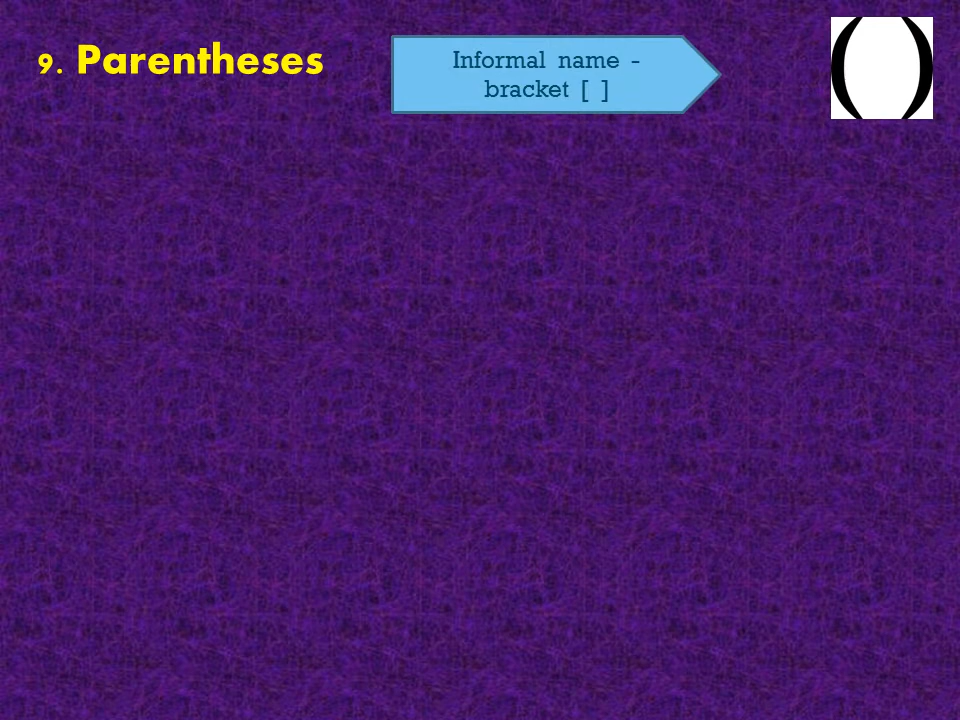 9. Parentheses
Informal name -
bracket [ ]
()